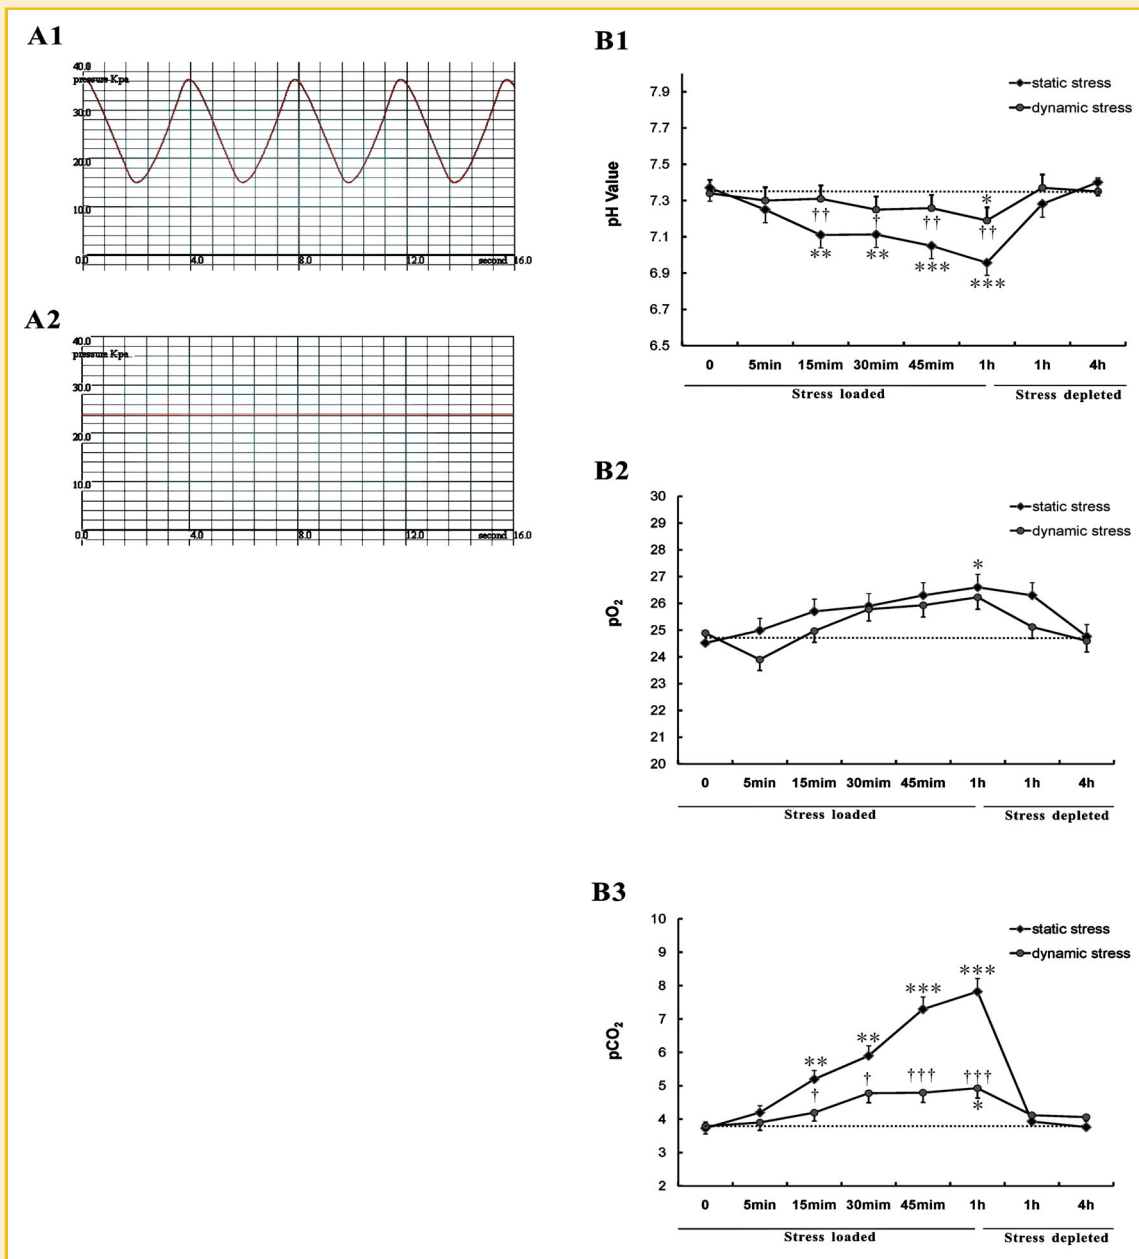 A1
40.0
pressure Kpa
30.0
20.0
10.0
0.0 4.0 8.0 12.0 second 16.0
A2
40.0
pressure Kpa
30.0
20.0
10.0
0.0 4.0 8.0 12.0 second 16.0
B1
static stress
dynamic stress
pH Value
7.9
7.7
7.5
7.3
7.1
6.9
6.7
6.5
*
†† † †† ††
** ** *** ***
0 5min 15mim 30mim 45mim 1h 1h 4h
Stress loaded Stress depleted
B2
static stress
dynamic stress
pO2
30
29
28
27
26
25
24
23
22
21
20
*
0 5min 15mim 30mim 45mim 1h 1h 4h
Stress loaded Stress depleted
B3
static stress
dynamic stress
pCO2
10
9
8
7
6
5
4
3
2
** ** *** ***
† † ††† †††
*
0 5min 15mim 30mim 45mim 1h 1h 4h
Stress loaded Stress depleted